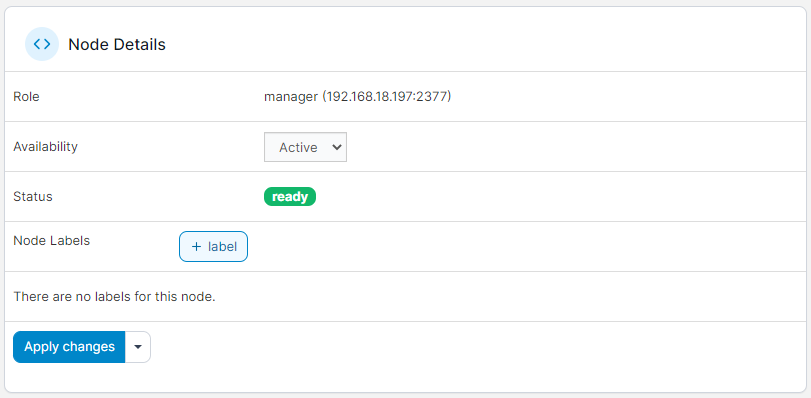 Node Details
Role manager (192.168.18.197:2377)
Availability Active
Status ready
Node Labels + label
There are no labels for this node.
Apply changes